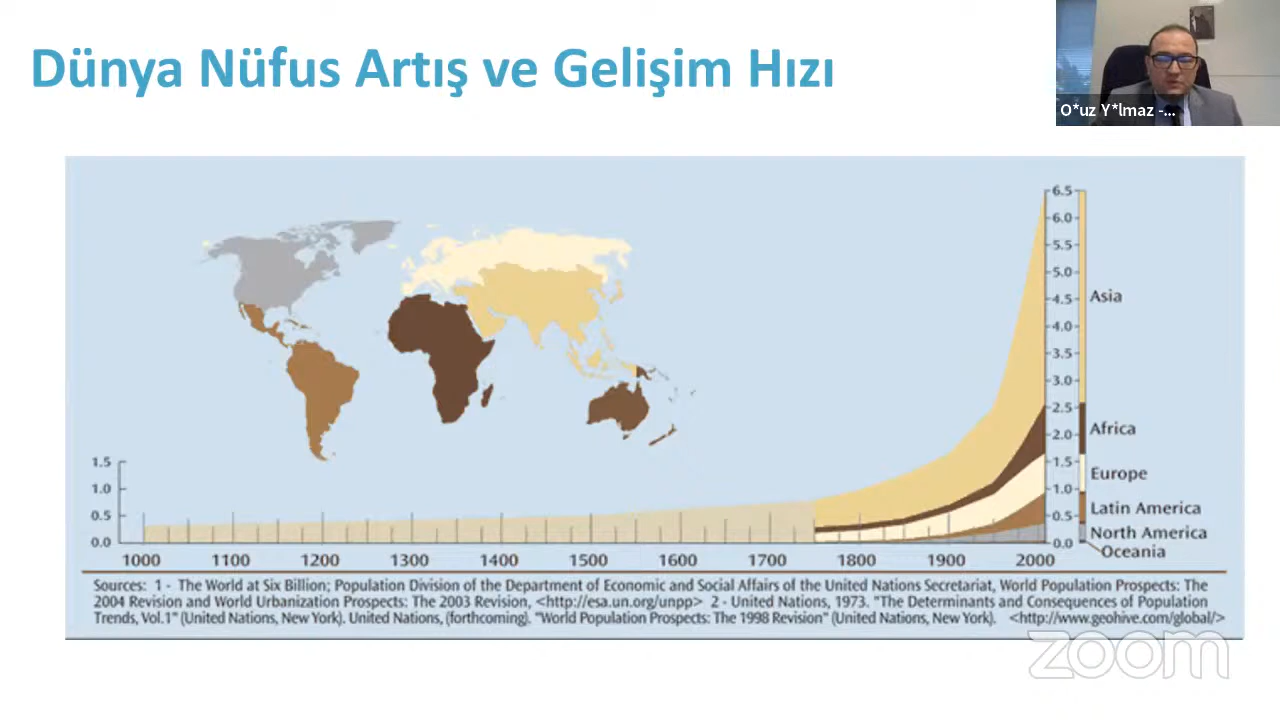 Dünya Nüfus Artış ve Gelişim Hızı
O*uz Y*lmaz -...
6.5
6.0
5.5
5.0
4.5
4.0
3.5
3.0
2.5
2.0
1.5
1.0
0.5
0.0
Asia
Africa
Europe
Latin America
North America
Oceania
1.5
1.0
0.5
0.0
1000 1100 1200 1300 1400 1500 1600 1700 1800 1900 2000
Sources: 1 - The World at Six Billion; Population Division of the Department of Economic and Social Affairs of the United Nations Secretariat, World Population Prospects: The
2004 Revision and World Urbanization Prospects: The 2003 Revision, <http://esa.un.org/unpp> 2 - United Nations, 1973. "The Determinants and Consequences of Population
Trends, Vol.1" (United Nations, New York). United Nations, (forthcoming). "World Population Prospects: The 1998 Revision" (United Nations, New York). <http://www.geohive.com/global/>
zoom